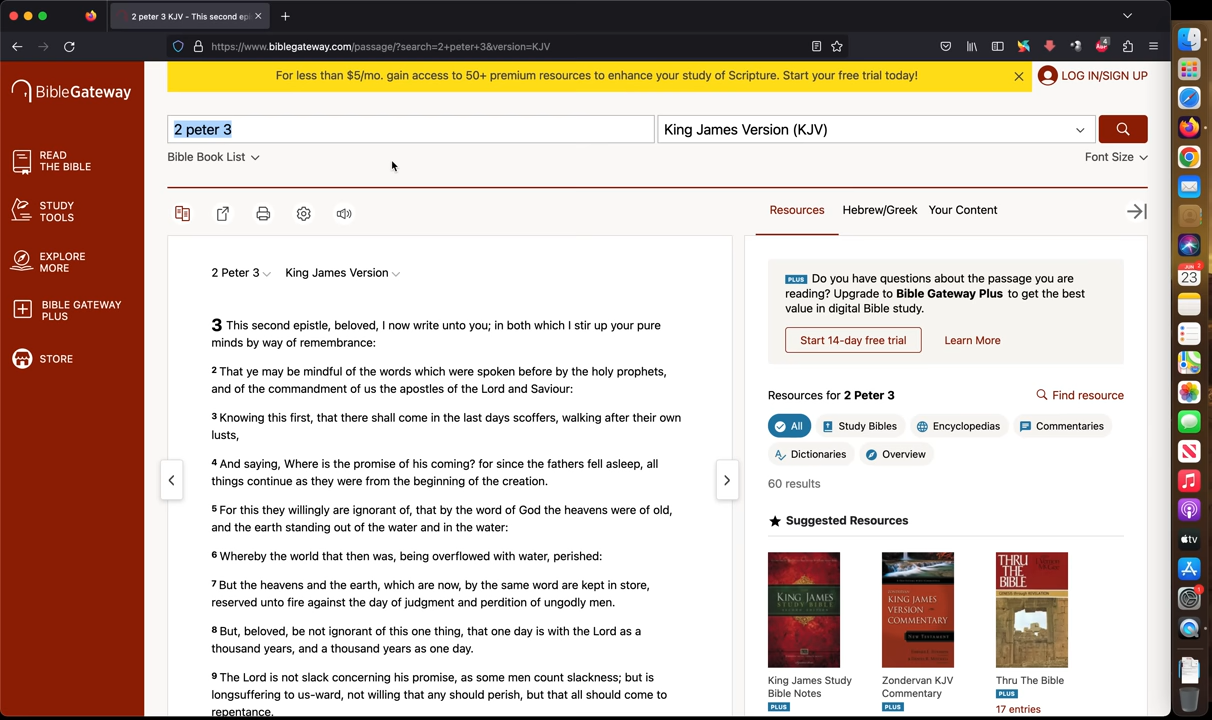 2 peter 3 KJV - This second epi
https://www.biblegateway.com/passage/?search=2+peter+3&version=KJV
For less than $5/mo. gain access to 50+ premium resources to enhance your study of Scripture. Start your free trial today!
LOG IN/SIGN UP
BibleGateway
READ
THE BIBLE
STUDY
TOOLS
EXPLORE
MORE
BIBLE GATEWAY
PLUS
STORE
2 peter 3
King James Version (KJV)
Bible Book List
Font Size
Resources
Hebrew/Greek
Your Content
2 Peter 3
King James Version
3 This second epistle, beloved, I now write unto you; in both which I stir up your pure
minds by way of remembrance:
2 That ye may be mindful of the words which were spoken before by the holy prophets,
and of the commandment of us the apostles of the Lord and Saviour:
3 Knowing this first, that there shall come in the last days scoffers, walking after their own
lusts,
4 And saying, Where is the promise of his coming? for since the fathers fell asleep, all
things continue as they were from the beginning of the creation.
5 For this they willingly are ignorant of, that by the word of God the heavens were of old,
and the earth standing out of the water and in the water:
6 Whereby the world that then was, being overflowed with water, perished:
7 But the heavens and the earth, which are now, by the same word are kept in store,
reserved unto fire against the day of judgment and perdition of ungodly men.
8 But, beloved, be not ignorant of this one thing, that one day is with the Lord as a
thousand years, and a thousand years as one day.
9 The Lord is not slack concerning his promise, as some men count slackness; but is
longsuffering to us-ward, not willing that any should perish, but that all should come to
repentance.
PLUS Do you have questions about the passage you are
reading? Upgrade to Bible Gateway Plus to get the best
value in digital Bible study.
Start 14-day free trial
Learn More
Resources for 2 Peter 3
Find resource
All
Study Bibles
Encyclopedias
Commentaries
Dictionaries
Overview
60 results
Suggested Resources
KING JAMES
STUDY BIBLE
KING JAMES
VERSION
COMMENTARY
NEW TESTAMENT
THRU
THE
BIBLE
King James Study
Bible Notes
PLUS
Zondervan KJV
Commentary
PLUS
Thru The Bible
PLUS
17 entries
4
JUN
23
tv
1